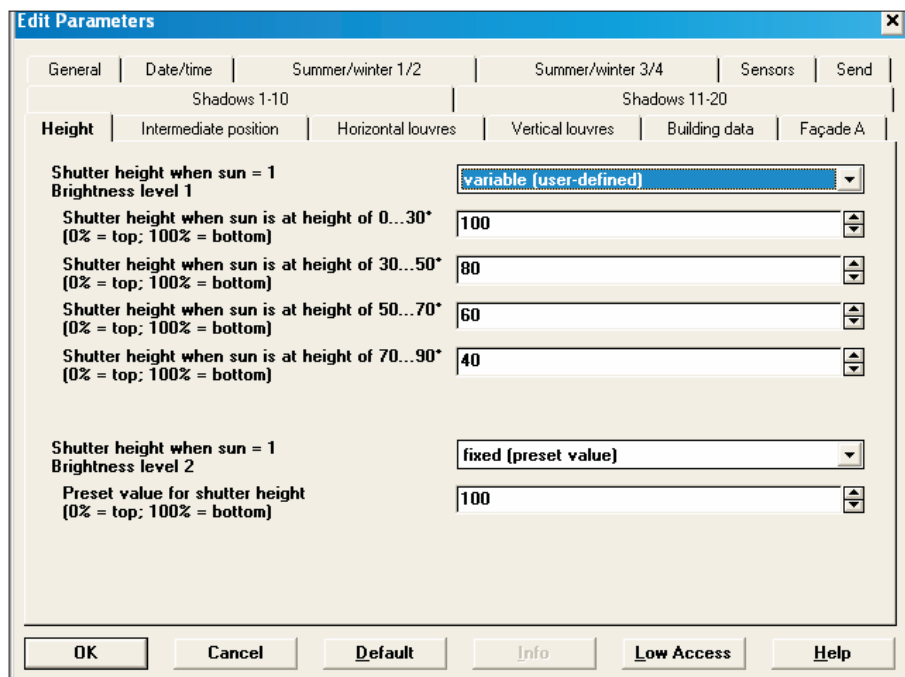 Edit Parameters
General Date/time Summer/winter 1/2 Summer/winter 3/4 Sensors Send
Shadows 1-10 Shadows 11-20
Height Intermediate position Horizontal louvres Vertical louvres Building data Façade A
Shutter height when sun = 1
Brightness level 1
variable (user-defined)
Shutter height when sun is at height of 0...30°
(0% = top; 100% = bottom)
100
Shutter height when sun is at height of 30...50°
(0% = top; 100% = bottom)
80
Shutter height when sun is at height of 50...70°
(0% = top; 100% = bottom)
60
Shutter height when sun is at height of 70...90°
(0% = top; 100% = bottom)
40
Shutter height when sun = 1
Brightness level 2
fixed (preset value)
Preset value for shutter height
(0% = top; 100% = bottom)
100
OK Cancel Default Info Low Access Help